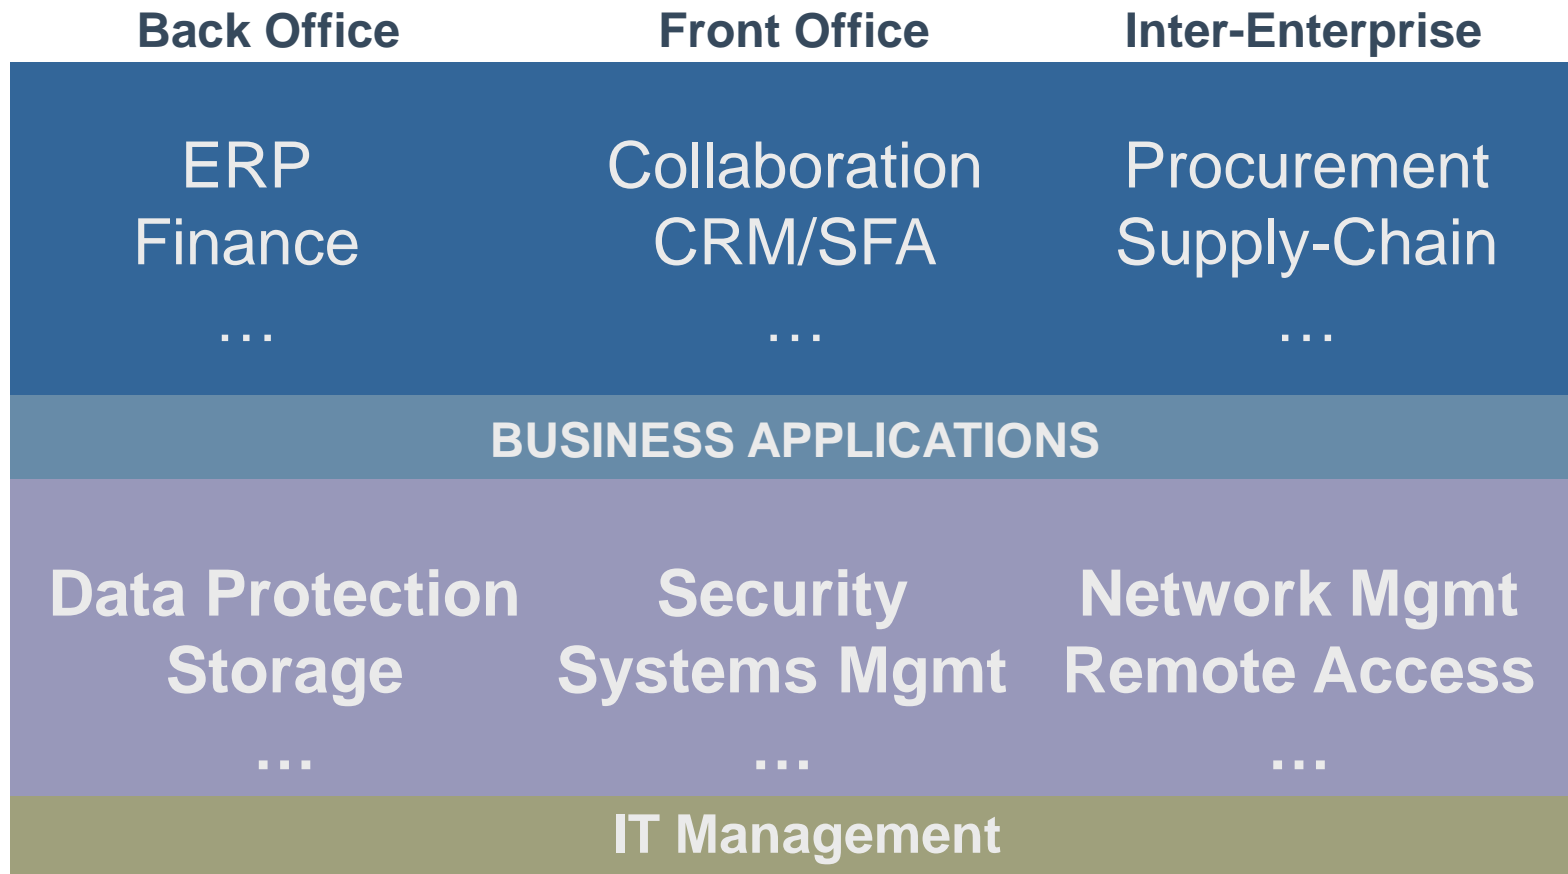 Back Office Front Office Inter-Enterprise
ERP Collaboration Procurement
Finance CRM/SFA Supply-Chain
… … …
BUSINESS APPLICATIONS
Data Protection Security Network Mgmt
Storage Systems Mgmt Remote Access
… … …
IT Management